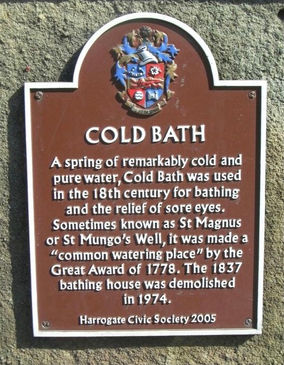 COLD BATH
A spring of remarkably cold and
pure water, Cold Bath was used
in the 18th century for bathing
and the relief of sore eyes.
Sometimes known as St Magnus
or St Mungo's Well, it was made a
"common watering place" by the
Great Award of 1778. The 1837
bathing house was demolished
in 1974.
Harrogate Civic Society 2005